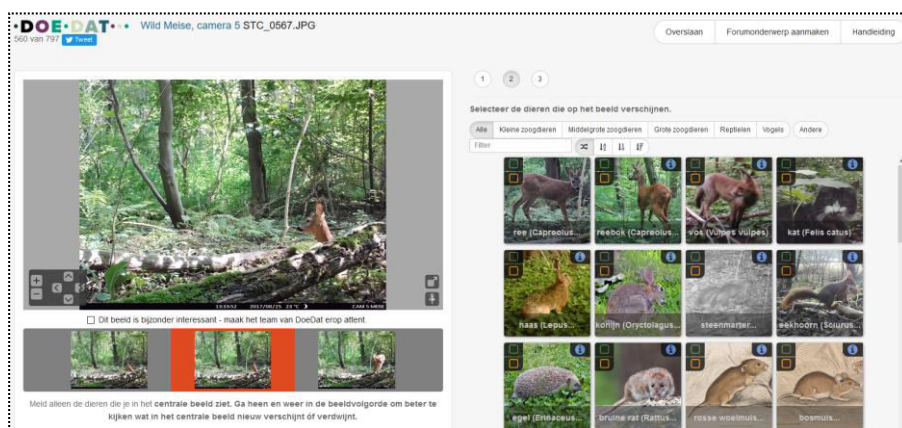 DOE·DAT
Wild Meise, camera 5 STC_0567.JPG
560 van 797
Tweet
Overslaan
Forumonderwerp aanmaken
Handleiding
1 2 3
Selecteer de dieren die op het beeld verschijnen.
Alle
Kleine zoogdieren
Middelgrote zoogdieren
Grote zoogdieren
Reptielen
Vogels
Andere
Filter
ree (Capreolus...
reebok (Capreolus...
vos (Vulpes vulpes)
kat (Felis catus)
haas (Lepus...
konijn (Oryctolagus...
steenmarter...
eekhoorn (Sciurus...
egel (Erinaceus...
bruine rat (Rattus...
rosse woelmuis...
bosmuis...
2017/08/25
CAM 5 MEISE
Dit beeld is bijzonder interessant - maak het team van DoeDat erop attent.
Meid alleen de dieren die je in het centrale beeld ziet. Ga heen en weer in de beeldvolgorde om beter te
kijken wat in het centrale beeld nieuw verschijnt óf verdwijnt.